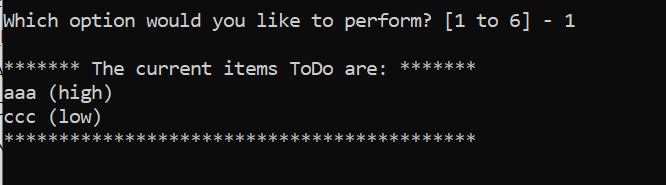 Which option would you like to perform? [1 to 6] - 1
******* The current items ToDo are: *******
aaa (high)
ccc (low)
*******************************************